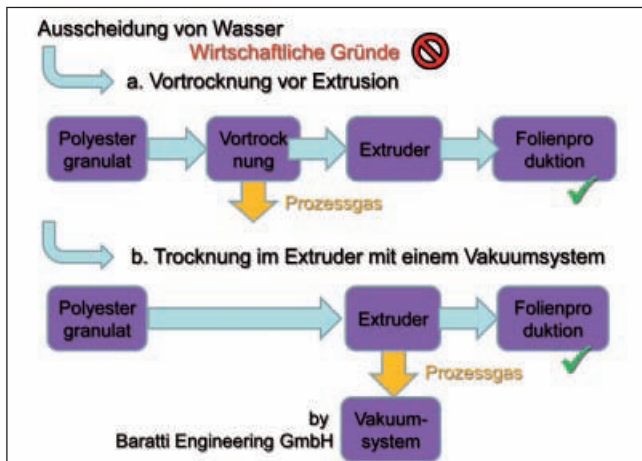 Ausscheidung von Wasser
Wirtschaftliche Gründe
a. Vortrocknung vor Extrusion
Polyester
granulat
Vortrock
nung
Extruder
Folienpro
duktion
Prozessgas
b. Trocknung im Extruder mit einem Vakuumsystem
Polyester
granulat
Extruder
Folienpro
duktion
Prozessgas
by
Baratti Engineering GmbH
Vakuum-
system